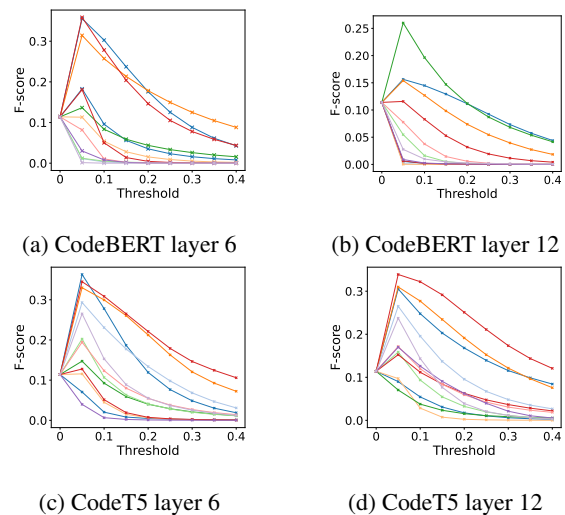 F-score
0.3
0.2
0.1
0.0
0 0.1 0.2 0.3 0.4
Threshold
(a) CodeBERT layer 6
F-score
0.25
0.20
0.15
0.10
0.05
0.00
0 0.1 0.2 0.3 0.4
Threshold
(b) CodeBERT layer 12
F-score
0.3
0.2
0.1
0.0
0 0.1 0.2 0.3 0.4
Threshold
(c) CodeT5 layer 6
F-score
0.3
0.2
0.1
0.0
0 0.1 0.2 0.3 0.4
Threshold
(d) CodeT5 layer 12